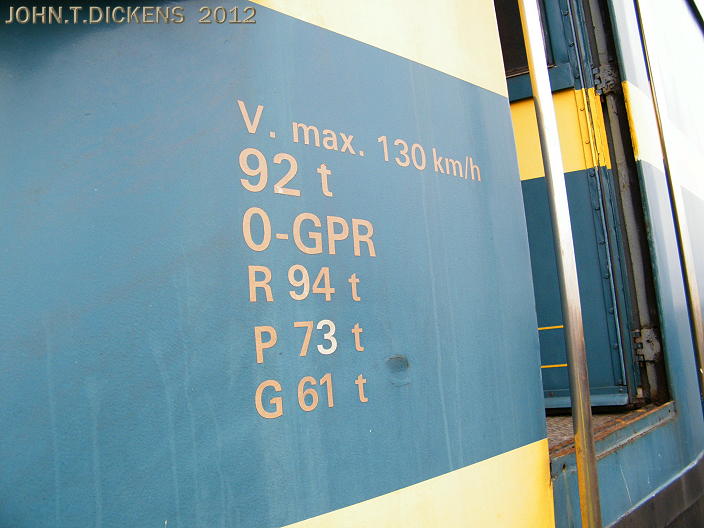 JOHN.T.DICKENS 2012
V. max. 130 km/h
92 t
0-GPR
R 94 t
P 73 t
G 61 t